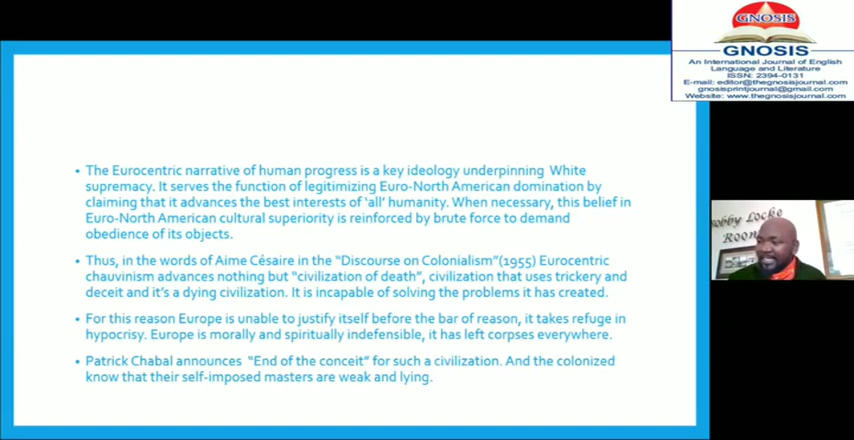 GNOSIS
GNOSIS
An International Journal of English
Language and Literature
ISSN: 2394-0131
E-mail: editor@thegnosisjournal.com
gnosisprintjournal@gmail.com
Website: www.thegnosisjournal.com
• The Eurocentric narrative of human progress is a key ideology underpinning White
supremacy. It serves the function of legitimizing Euro-North American domination by
claiming that it advances the best interests of ‘all’ humanity. When necessary, this belief in
Euro-North American cultural superiority is reinforced by brute force to demand
obedience of its objects.
• Thus, in the words of Aime Césaire in the “Discourse on Colonialism”(1955) Eurocentric
chauvinism advances nothing but “civilization of death”, civilization that uses trickery and
deceit and it’s a dying civilization. It is incapable of solving the problems it has created.
• For this reason Europe is unable to justify itself before the bar of reason, it takes refuge in
hypocrisy. Europe is morally and spiritually indefensible, it has left corpses everywhere.
• Patrick Chabal announces “End of the conceit” for such a civilization. And the colonized
know that their self-imposed masters are weak and lying.
obby Locke
Room